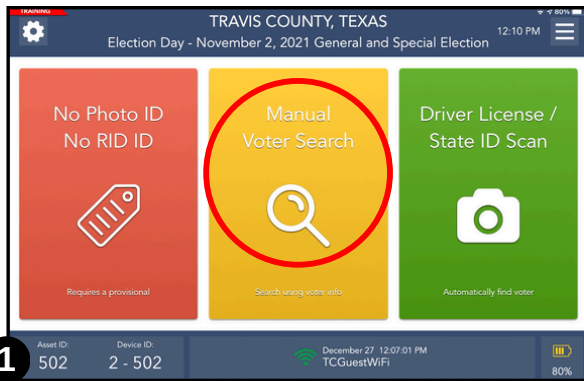 TRAINING
TRAVIS COUNTY, TEXAS
Election Day - November 2, 2021 General and Special Election
12:10 PM
80%
No Photo ID
No RID ID
Requires a provisional
Manual
Voter Search
Search using voter info
Driver License /
State ID Scan
Automatically find voter
1
Asset ID:
502
Device ID:
2 - 502
December 27 12:07:01 PM
TCGuestWiFi
80%